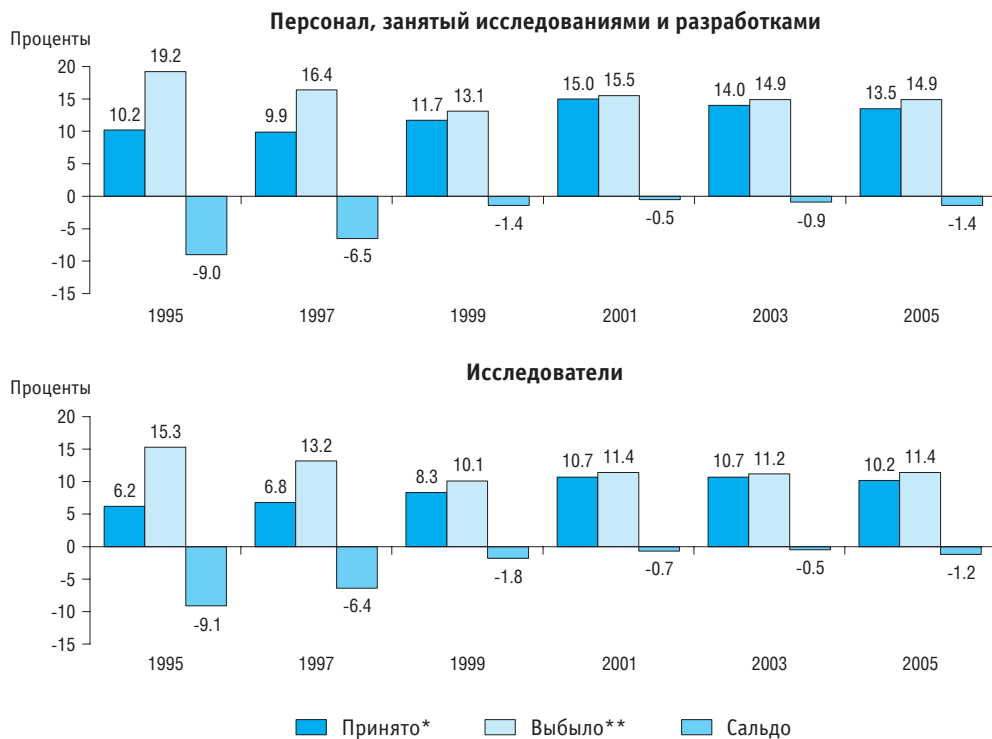 Персонал, занятый исследованиями и разработками
Проценты
20
15
10
5
0
-5
-10
-15
10.2 19.2 -9.0
9.9 16.4 -6.5
11.7 13.1 -1.4
15.0 15.5 -0.5
14.0 14.9 -0.9
13.5 14.9 -1.4
1995 1997 1999 2001 2003 2005
Исследователи
Проценты
20
15
10
5
0
-5
-10
-15
6.2 15.3 -9.1
6.8 13.2 -6.4
8.3 10.1 -1.8
10.7 11.4 -0.7
10.7 11.2 -0.5
10.2 11.4 -1.2
1995 1997 1999 2001 2003 2005
Принято* Выбыло** Сальдо